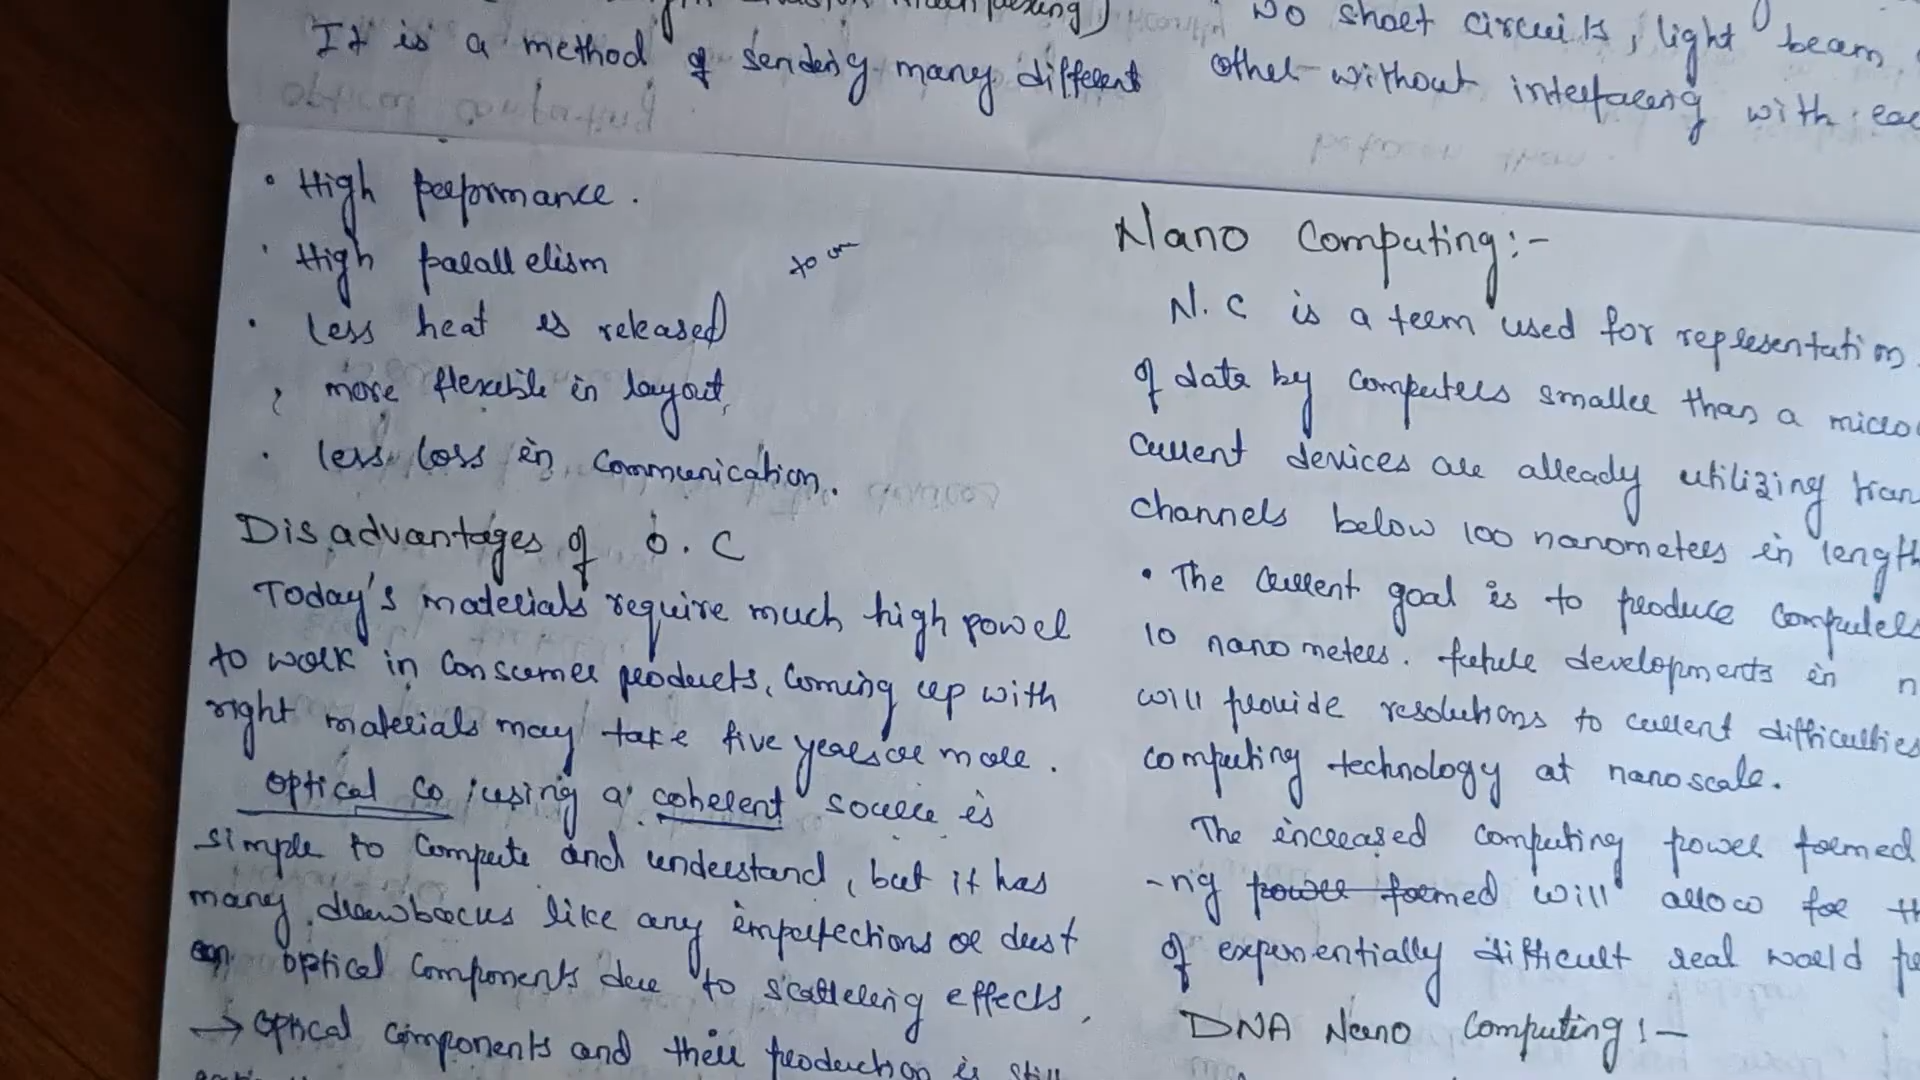 It is a method of sending many different
No short circuits, light beam
other without interfacing with
• High performance.
• High parallelism
• less heat is released
more flexible in layout,
• less loss in communication.
Disadvantages of O.C
Today's materials require much high power
to work in consumer products, coming up with
right materials may take five years or more.
optical co using a coherent source is
simple to compute and understand, but it has
many drawbacks like any imperfections or dust
on optical components due to scattering effects.
→ optical components and their production is still
Nano Computing:-
N.C is a term used for representation
of data by computers smaller than a micro
current devices are already utilizing tran
channels below 100 nanometers in length
• The current goal is to produce computers
10 nanometers. future developments in n
will provide resolutions to current difficulties
computing technology at nanoscale.
The increased computing power formed
-ng power formed will allow for th
of exponentially difficult real world
DNA Nano Computing:-